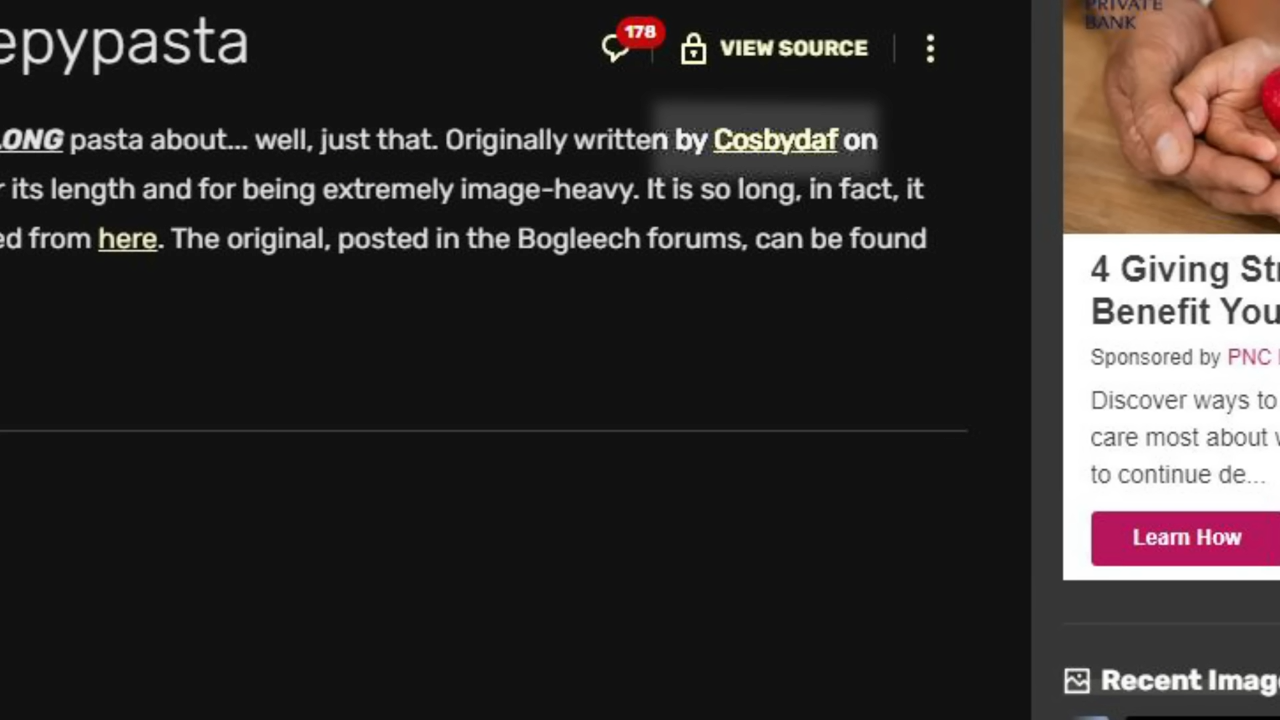 epypasta
178
VIEW SOURCE
ONG pasta about... well, just that. Originally written by Cosbydaf on
r its length and for being extremely image-heavy. It is so long, in fact, it
ed from here. The original, posted in the Bogleech forums, can be found
PRIVATE
BANK
4 Giving Str
Benefit You
Sponsored by PNC
Discover ways to
care most about w
to continue de...
Learn How
Recent Image